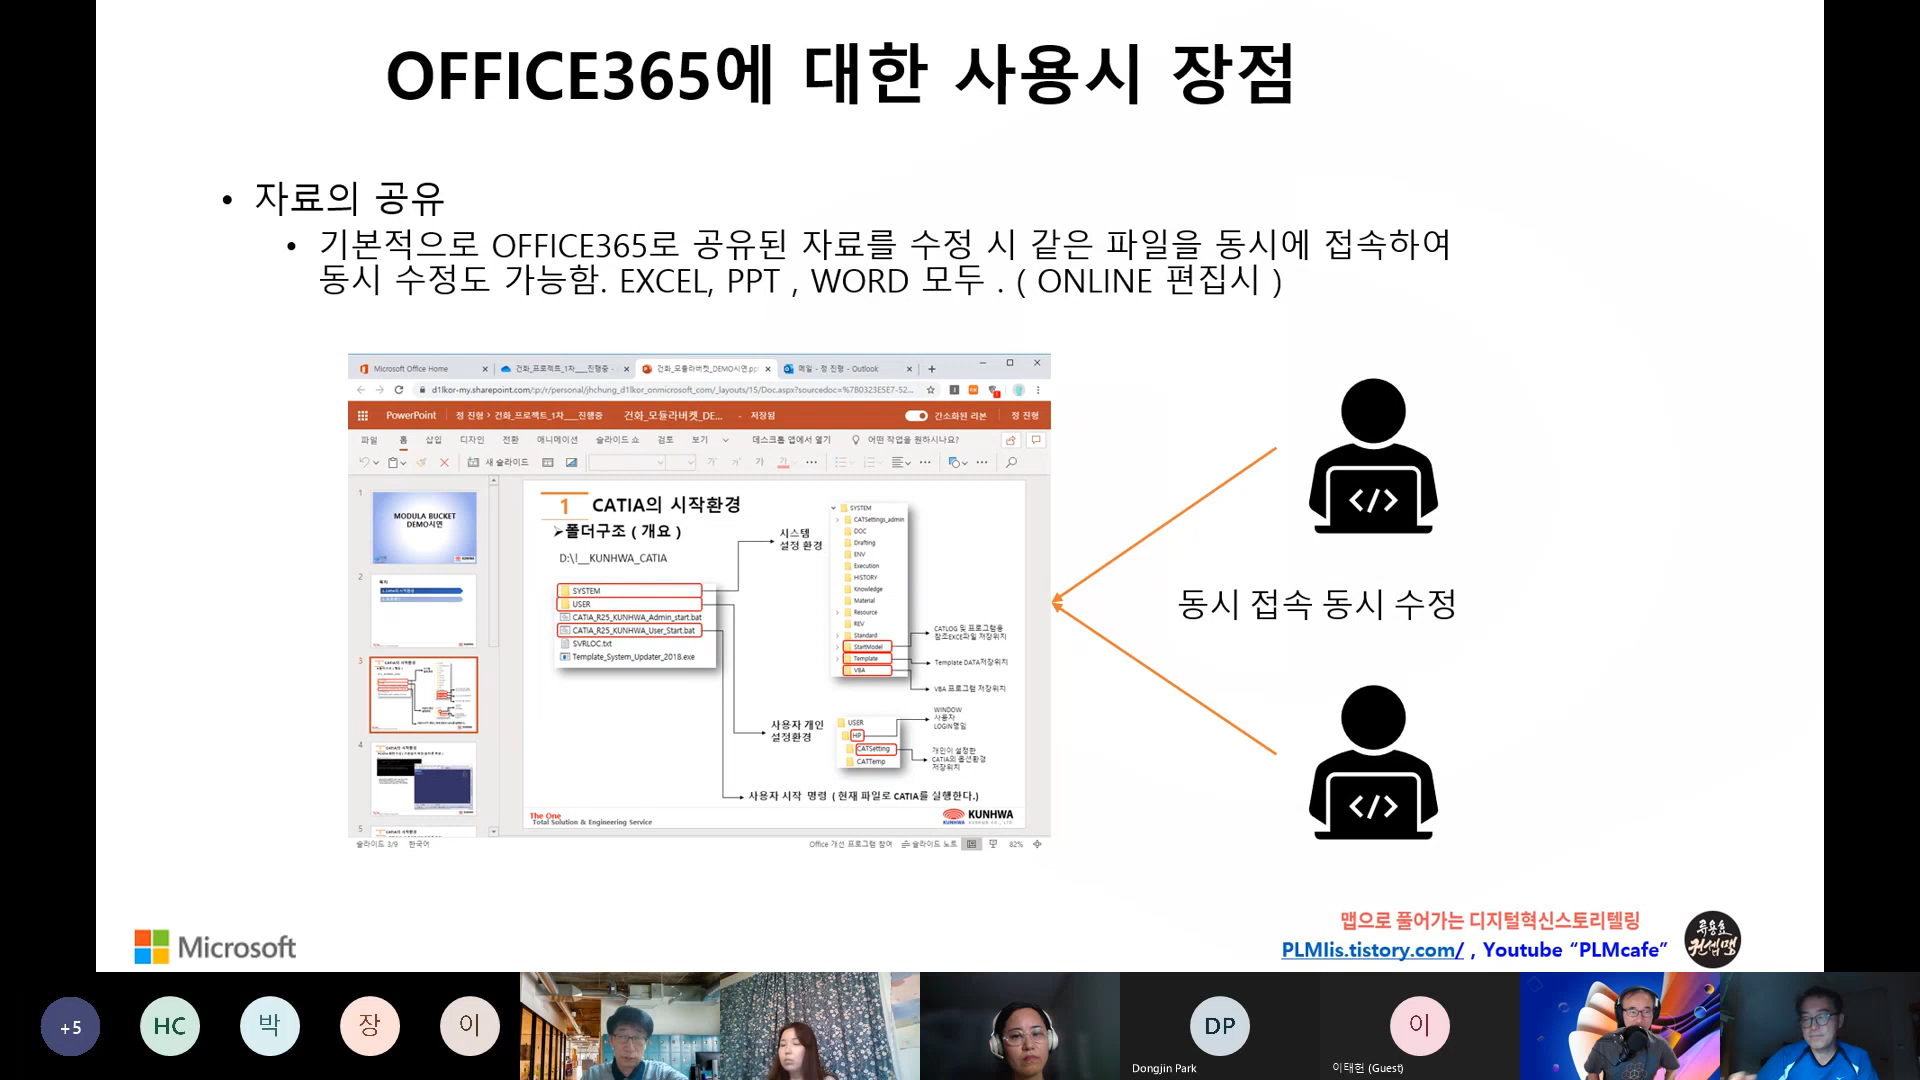 OFFICE365에 대한 사용시 장점
• 자료의 공유
• 기본적으로 OFFICE365로 공유된 자료를 수정 시 같은 파일을 동시에 접속하여
동시 수정도 가능함. EXCEL, PPT , WORD 모두 . ( ONLINE 편집시 )
Microsoft Office Home
건화_프로젝트_1차___진행중 -
건화_모듈라버켓_DEMO시연.pp
메일 - 정 진형 - Outlook
d1lkor-my.sharepoint.com/:p:/r/personal/jhchung_d1lkor_onmicrosoft.com/_layouts/15/Doc.aspx?sourcedoc=%7B0323E5E7-52...
PowerPoint
정 진형 > 건화_프로젝트_1차___진행중
건화_모듈라버켓_DE... - 저장됨
간소화된 리본
정 진형
파일 홈 삽입 디자인 전환 애니메이션 슬라이드 쇼 검토 보기 데스크톱 앱에서 열기 어떤 작업을 원하시나요?
새 슬라이드
1
MODULA BUCKET
DEMO시연
2
3
4
5
1 CATIA의 시작환경
➢폴더구조 ( 개요 )
D:\!__KUNHWA_CATIA
SYSTEM
USER
CATIA_R25_KUNHWA_Admin_start.bat
CATIA_R25_KUNHWA_User_Start.bat
SVRLOC.txt
Template_System_Updater_2018.exe
시스템
설정 환경
SYSTEM
CATSettings_admin
DOC
Drafting
ENV
Execution
HISTORY
Knowledge
Material
Resource
REV
Standard
StartModel
Template
VBA
CATLOG 및 프로그램용
참조EXCE파일 저장위치
Template DATA저장위치
VBA 프로그램 저장위치
사용자 개인
설정환경
USER
HP
CATSetting
CATTemp
WINDOW
사용자
LOGIN명임
개인이 설정한
CATIA의 옵션환경
저장위치
사용자 시작 명령 ( 현재 파일로 CATIA를 실행한다.)
The One
Total Solution & Engineering Service
KUNHWA
슬라이드 3/9 한국어
Office 개선 프로그램 참여 슬라이드 노트 82%
동시 접속 동시 수정
Microsoft
맵으로 풀어가는 디지털혁신스토리텔링
PLMIis.tistory.com/ , Youtube “PLMcafe”
류용효
컨셉맵
+5
HC
박
장
이
DP
Dongjin Park
이
이태헌 (Guest)